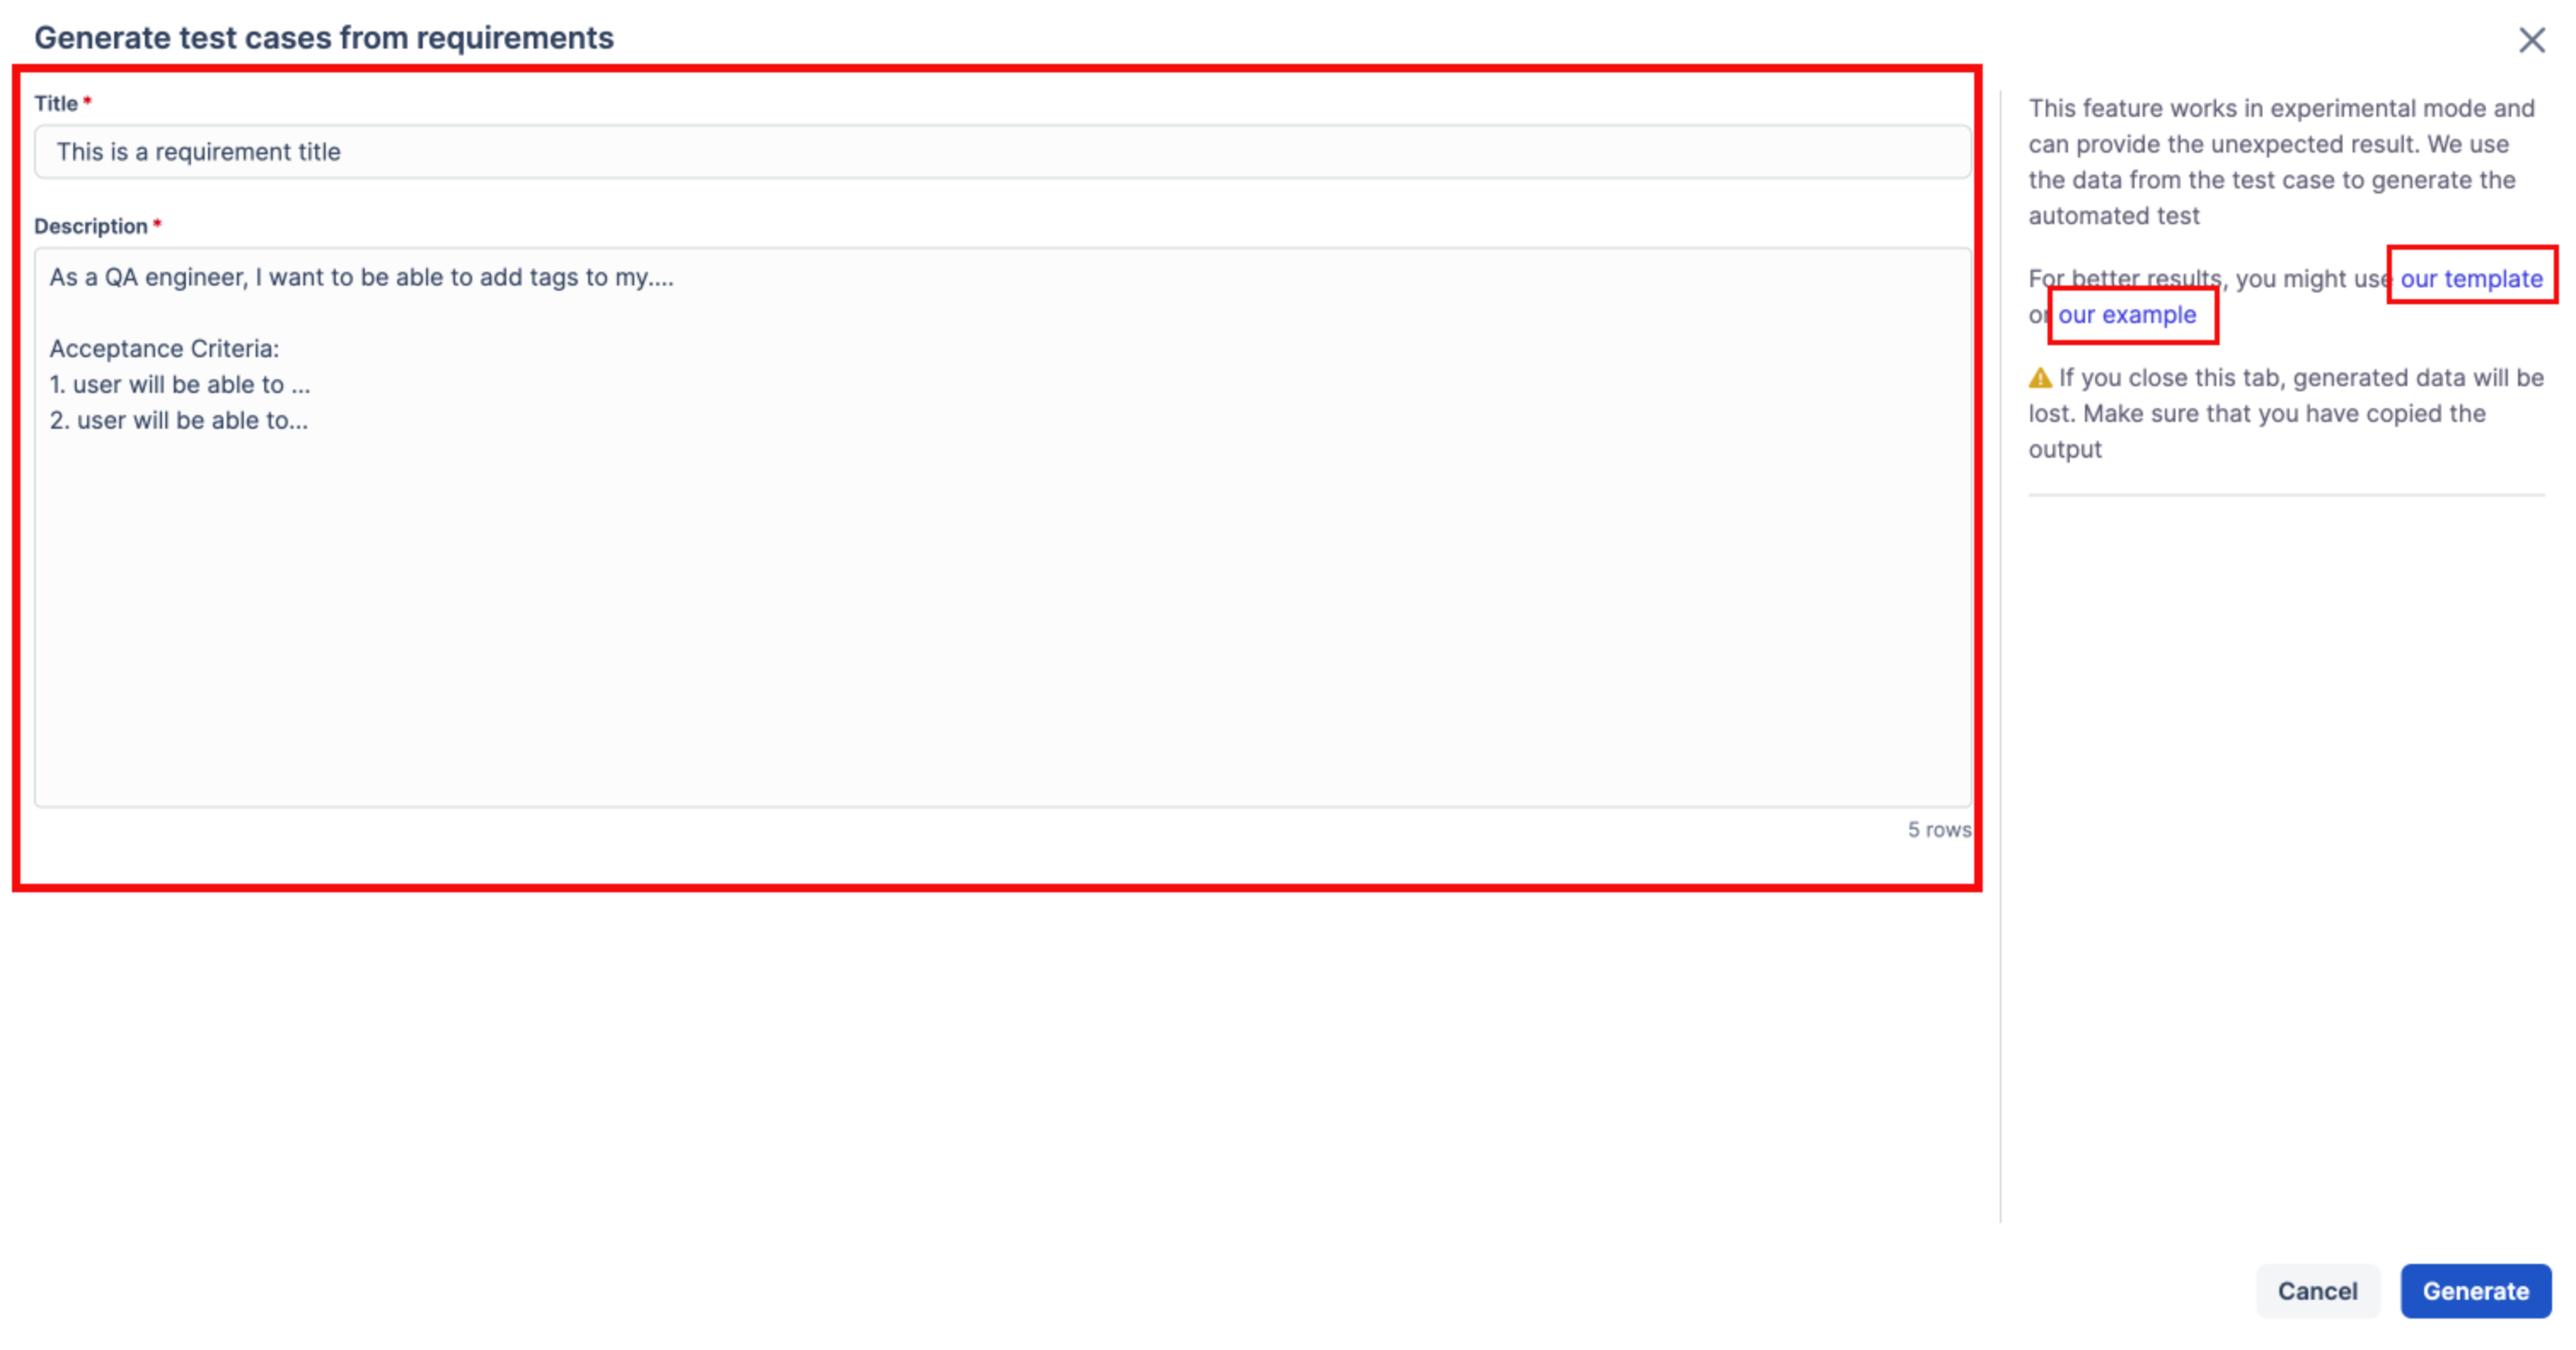 Generate test cases from requirements
Title *
This is a requirement title
Description *
As a QA engineer, I want to be able to add tags to my....
Acceptance Criteria:
1. user will be able to ...
2. user will be able to...
5 rows
This feature works in experimental mode and
can provide the unexpected result. We use
the data from the test case to generate the
automated test
For better results, you might use our template
or our example
If you close this tab, generated data will be
lost. Make sure that you have copied the
output
Cancel
Generate